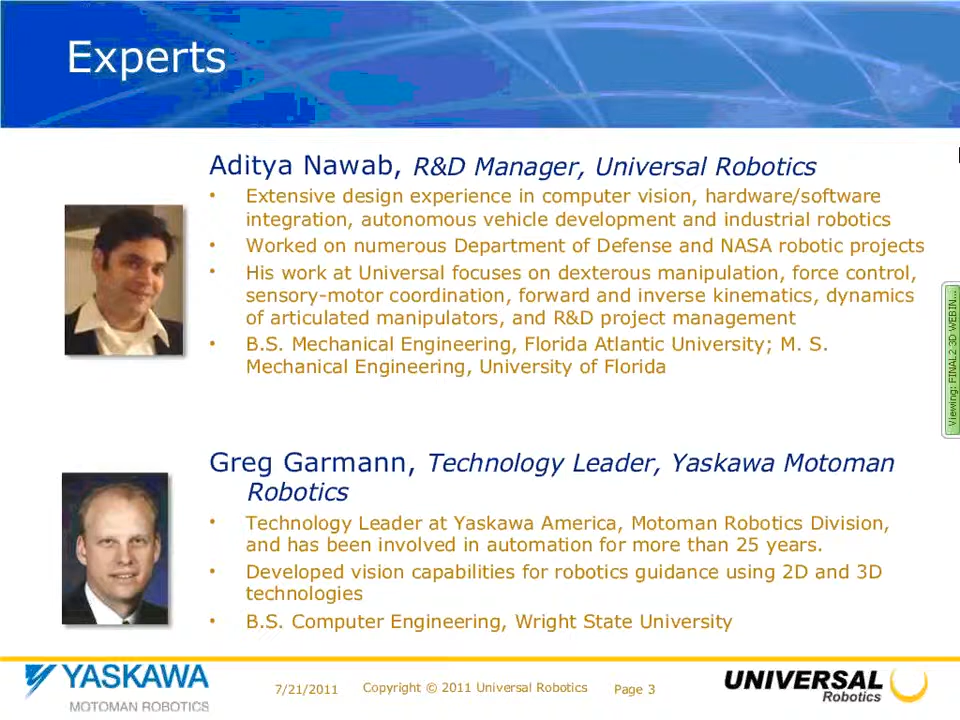 Experts
Aditya Nawab, R&D Manager, Universal Robotics
• Extensive design experience in computer vision, hardware/software
integration, autonomous vehicle development and industrial robotics
• Worked on numerous Department of Defense and NASA robotic projects
• His work at Universal focuses on dexterous manipulation, force control,
sensory-motor coordination, forward and inverse kinematics, dynamics
of articulated manipulators, and R&D project management
• B.S. Mechanical Engineering, Florida Atlantic University; M. S.
Mechanical Engineering, University of Florida
Viewing: FINAL2 3D WEBIN...
Greg Garmann, Technology Leader, Yaskawa Motoman
Robotics
• Technology Leader at Yaskawa America, Motoman Robotics Division,
and has been involved in automation for more than 25 years.
• Developed vision capabilities for robotics guidance using 2D and 3D
technologies
• B.S. Computer Engineering, Wright State University
YASKAWA
MOTOMAN ROBOTICS
7/21/2011
Copyright © 2011 Universal Robotics
Page 3
UNIVERSAL
Robotics